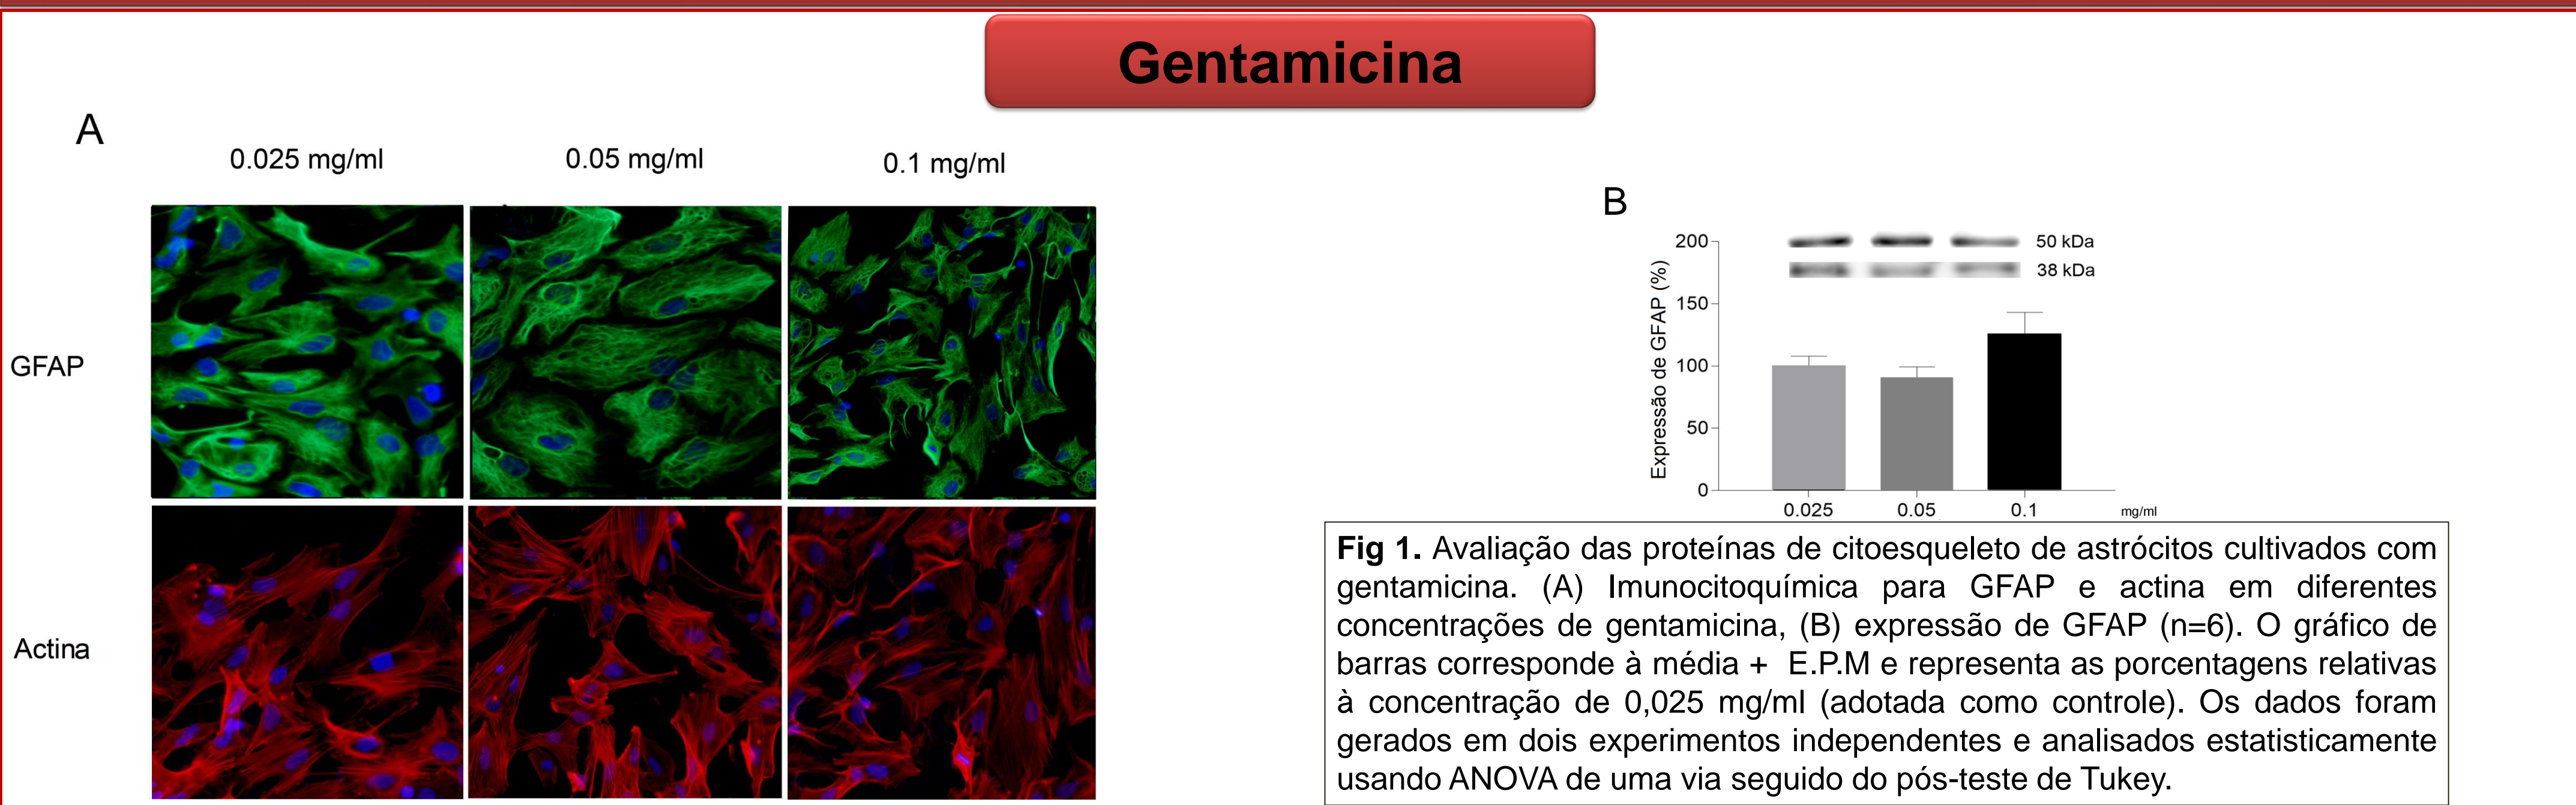 Gentamicina
A
0.025 mg/ml
0.05 mg/ml
0.1 mg/ml
GFAP
Actina
B
Expressão de GFAP (%)
200
150
100
50
0
50 kDa
38 kDa
0.025
0.05
0.1
mg/ml
Fig 1. Avaliação das proteínas de citoesqueleto de astrócitos cultivados com
gentamicina. (A) Imunocitoquímica para GFAP e actina em diferentes
concentrações de gentamicina, (B) expressão de GFAP (n=6). O gráfico de
barras corresponde à média + E.P.M e representa as porcentagens relativas
à concentração de 0,025 mg/ml (adotada como controle). Os dados foram
gerados em dois experimentos independentes e analisados estatisticamente
usando ANOVA de uma via seguido do pós-teste de Tukey.